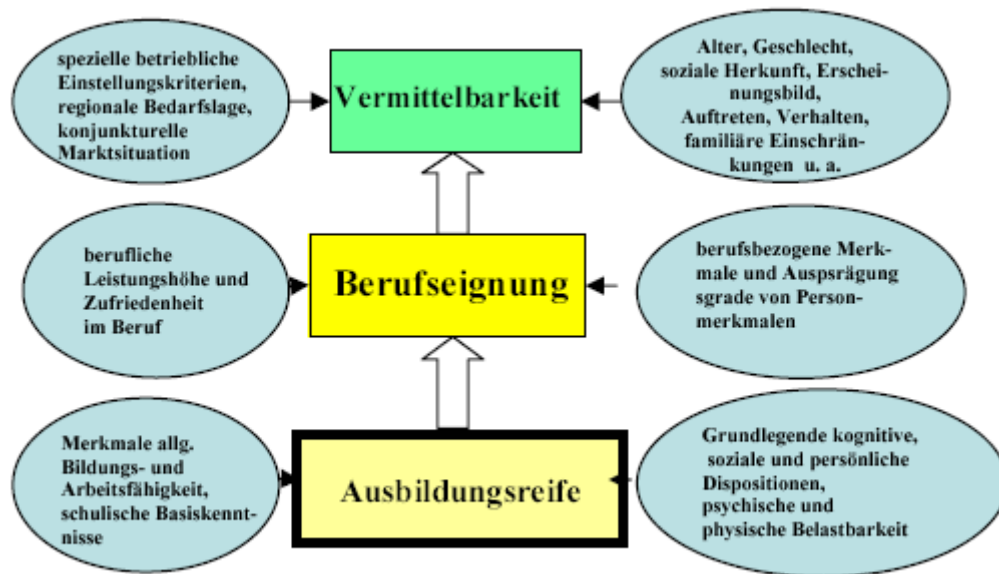 spezielle betriebliche
Einstellungskriterien,
regionale Bedarfslage,
konjunkturelle
Marktsituation
Vermittelbarkeit
Alter, Geschlecht,
soziale Herkunft, Erschei-
nungsbild,
Auftreten, Verhalten,
familiäre Einschrän-
kungen u. a.
berufliche
Leistungshöhe und
Zufriedenheit
im Beruf
Berufseignung
berufsbezogene Merk-
male und Auspsrägung
sgrade von Person-
merkmalen
Merkmale allg.
Bildungs- und
Arbeitsfähigkeit,
schulische Basiskennt-
nisse
Ausbildungsreife
Grundlegende kognitive,
soziale und persönliche
Dispositionen,
psychische und
physische Belastbarkeit